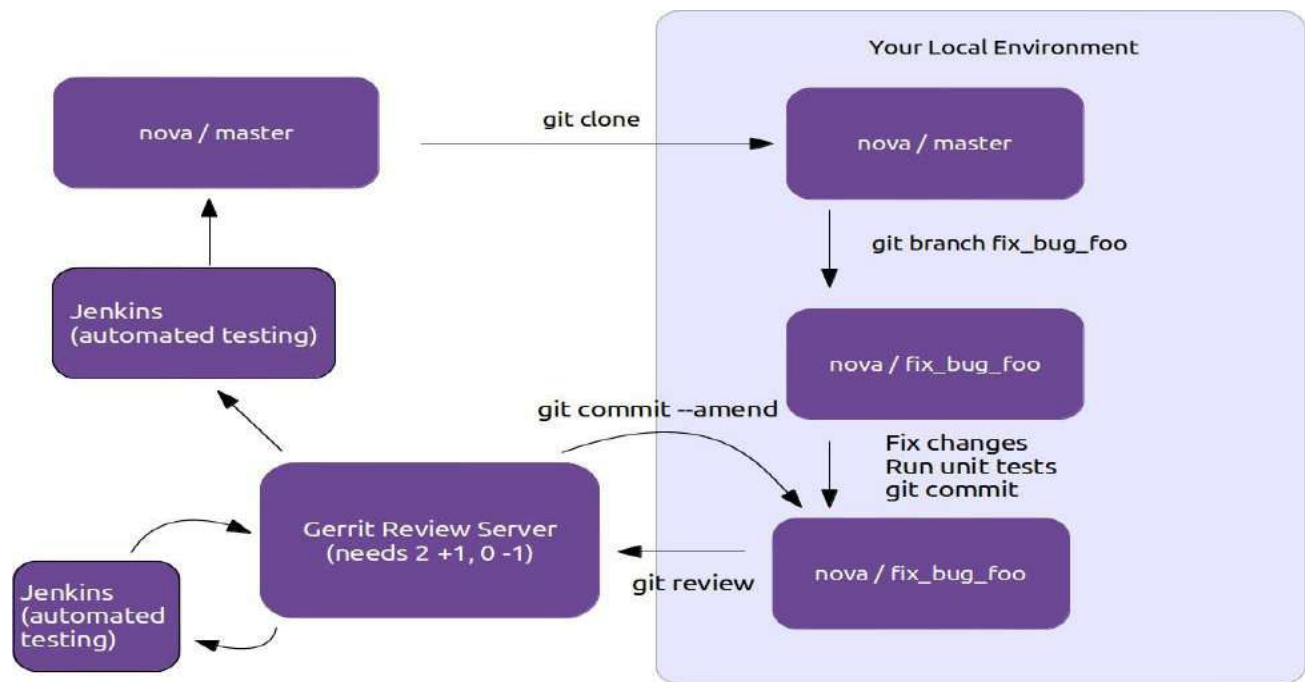 Your Local Environment
nova / master
git clone
nova / master
git branch fix_bug_foo
Jenkins
(automated testing)
nova / fix_bug_foo
git commit --amend
Fix changes
Run unit tests
git commit
Gerrit Review Server
(needs 2 +1, 0 -1)
git review
nova / fix_bug_foo
Jenkins
(automated
testing)